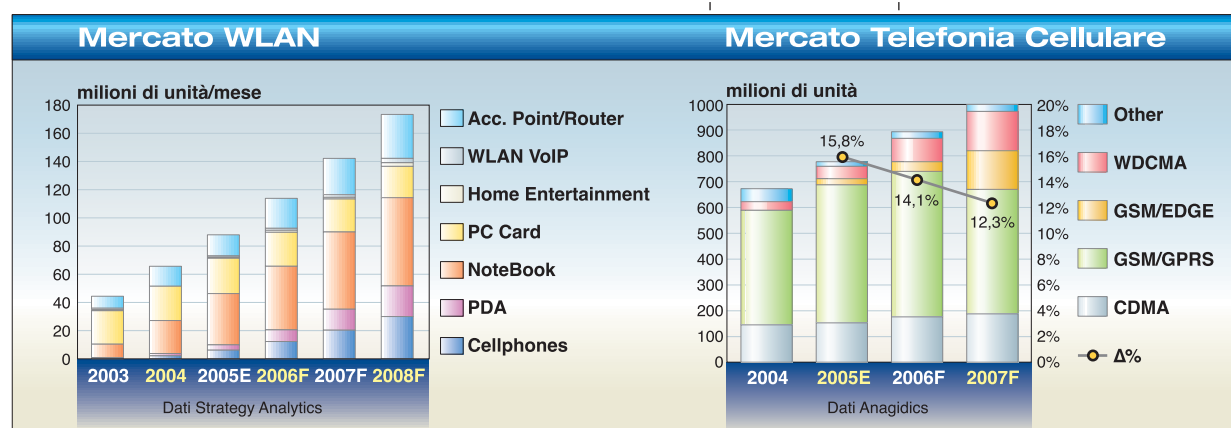 Mercato WLAN
milioni di unità/mese
180
160
140
120
100
80
60
40
20
0
2003 2004 2005E 2006F 2007F 2008F
Dati Strategy Analytics
Acc. Point/Router
WLAN VoIP
Home Entertainment
PC Card
NoteBook
PDA
Cellphones
Mercato Telefonia Cellulare
milioni di unità
1000
900
800
700
600
500
400
300
200
100
0
15,8%
14,1%
12,3%
20%
18%
16%
14%
12%
10%
8%
6%
4%
2%
0%
2004 2005E 2006F 2007F
Dati Anagidics
Other
WDCMA
GSM/EDGE
GSM/GPRS
CDMA
Δ%